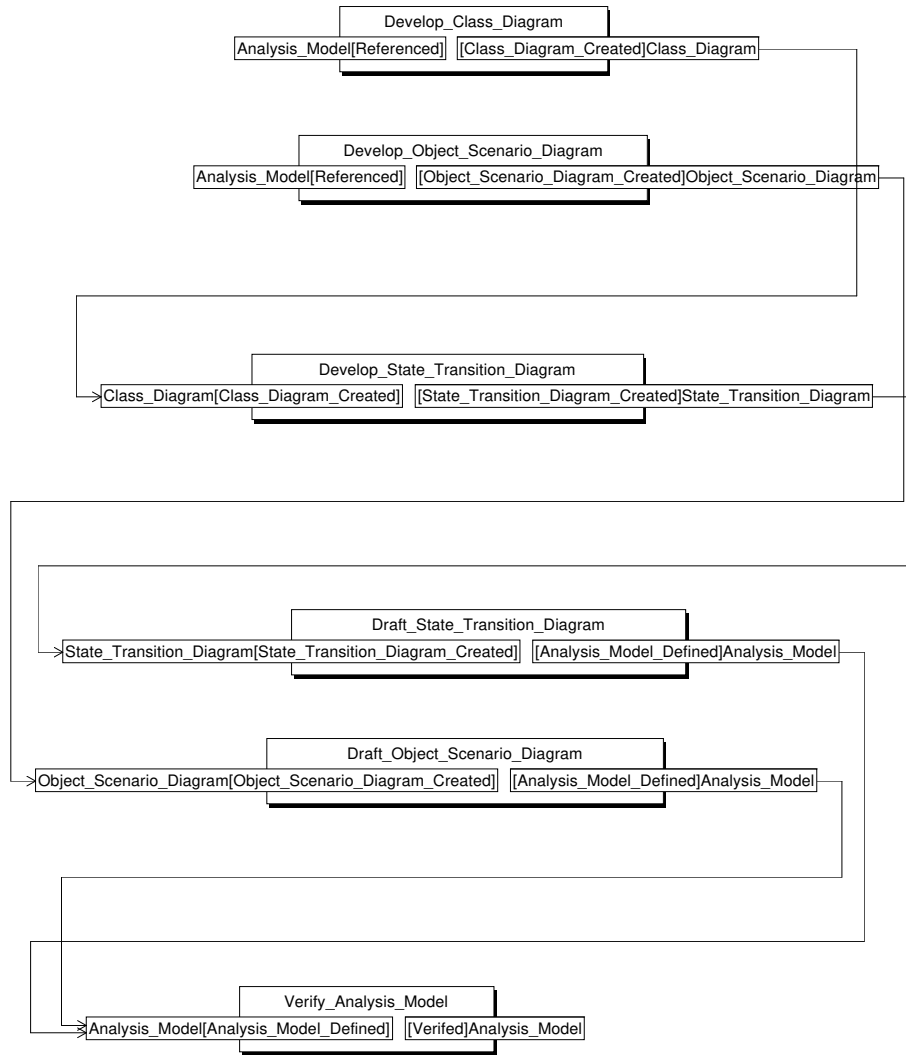 Develop_Class_Diagram
Analysis_Model[Referenced] [Class_Diagram_Created]Class_Diagram
Develop_Object_Scenario_Diagram
Analysis_Model[Referenced] [Object_Scenario_Diagram_Created]Object_Scenario_Diagram
Develop_State_Transition_Diagram
Class_Diagram[Class_Diagram_Created] [State_Transition_Diagram_Created]State_Transition_Diagram
Draft_State_Transition_Diagram
State_Transition_Diagram[State_Transition_Diagram_Created] [Analysis_Model_Defined]Analysis_Model
Draft_Object_Scenario_Diagram
Object_Scenario_Diagram[Object_Scenario_Diagram_Created] [Analysis_Model_Defined]Analysis_Model
Verify_Analysis_Model
Analysis_Model[Analysis_Model_Defined] [Verifed]Analysis_Model